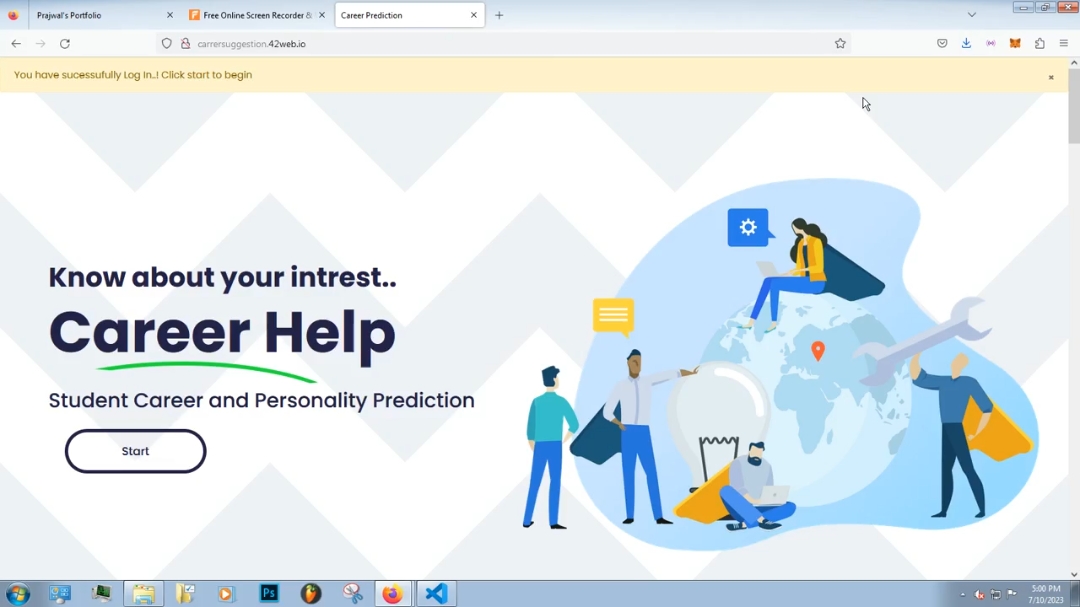 Prajwal's Portfolio
Free Online Screen Recorder &
Career Prediction
carrersuggestion.42web.io
You have sucessufully Log In..! Click start to begin
Know about your intrest..
Career Help
Student Career and Personality Prediction
Start
Ps
5:00 PM
7/10/2023